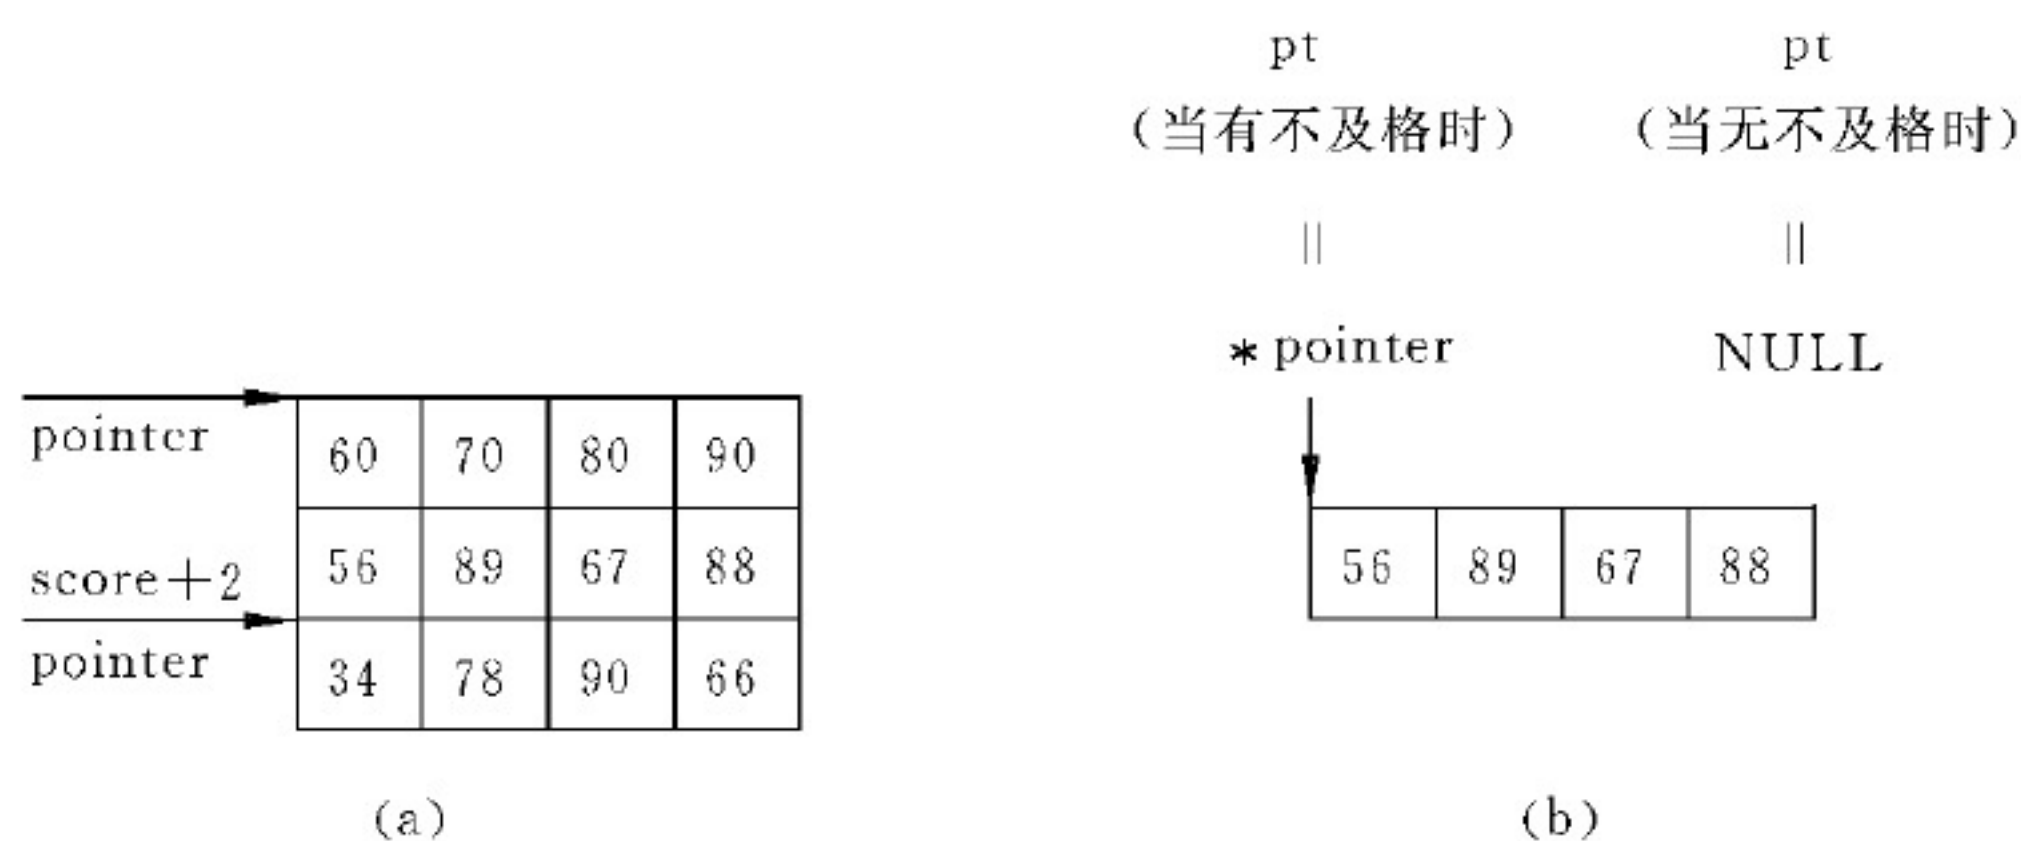 pointer
60 70 80 90
score+2
56 89 67 88
pointer
34 78 90 66
(a)
pt
(当有不及格时)
||
* pointer
pt
(当无不及格时)
||
NULL
56 89 67 88
(b)